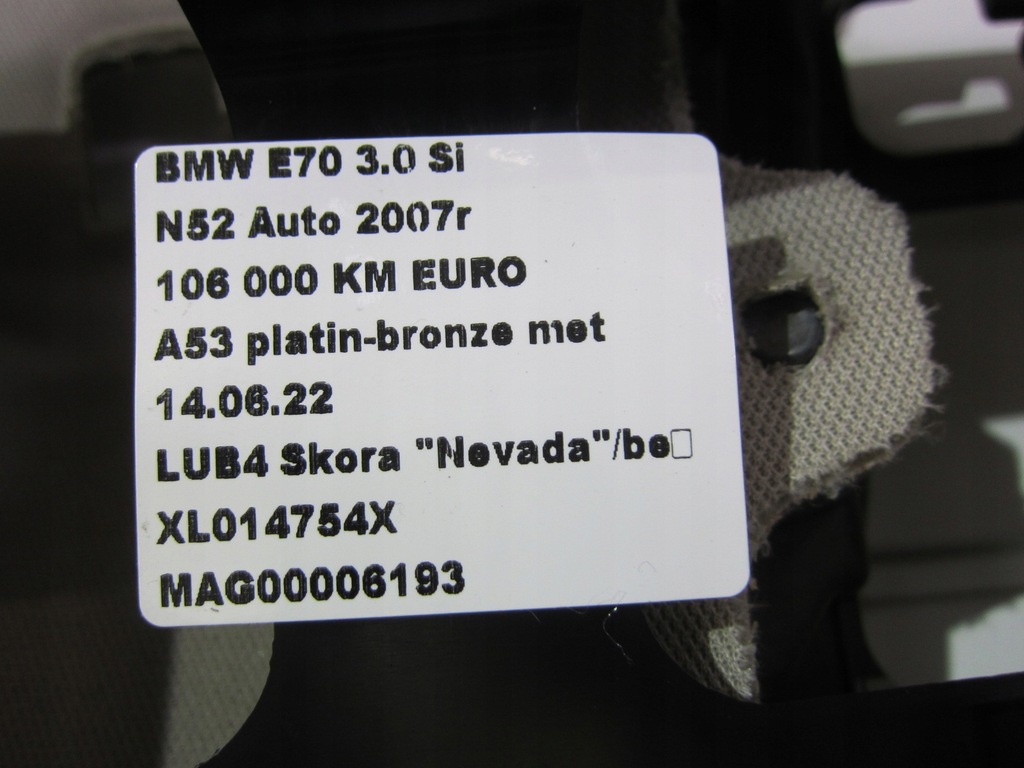 BMW E70 3.0 Si
N52 Auto 2007r
106 000 KM EURO
A53 platin-bronze met
14.06.22
LUB4 Skora "Nevada"/be□
XL014754X
MAG00006193